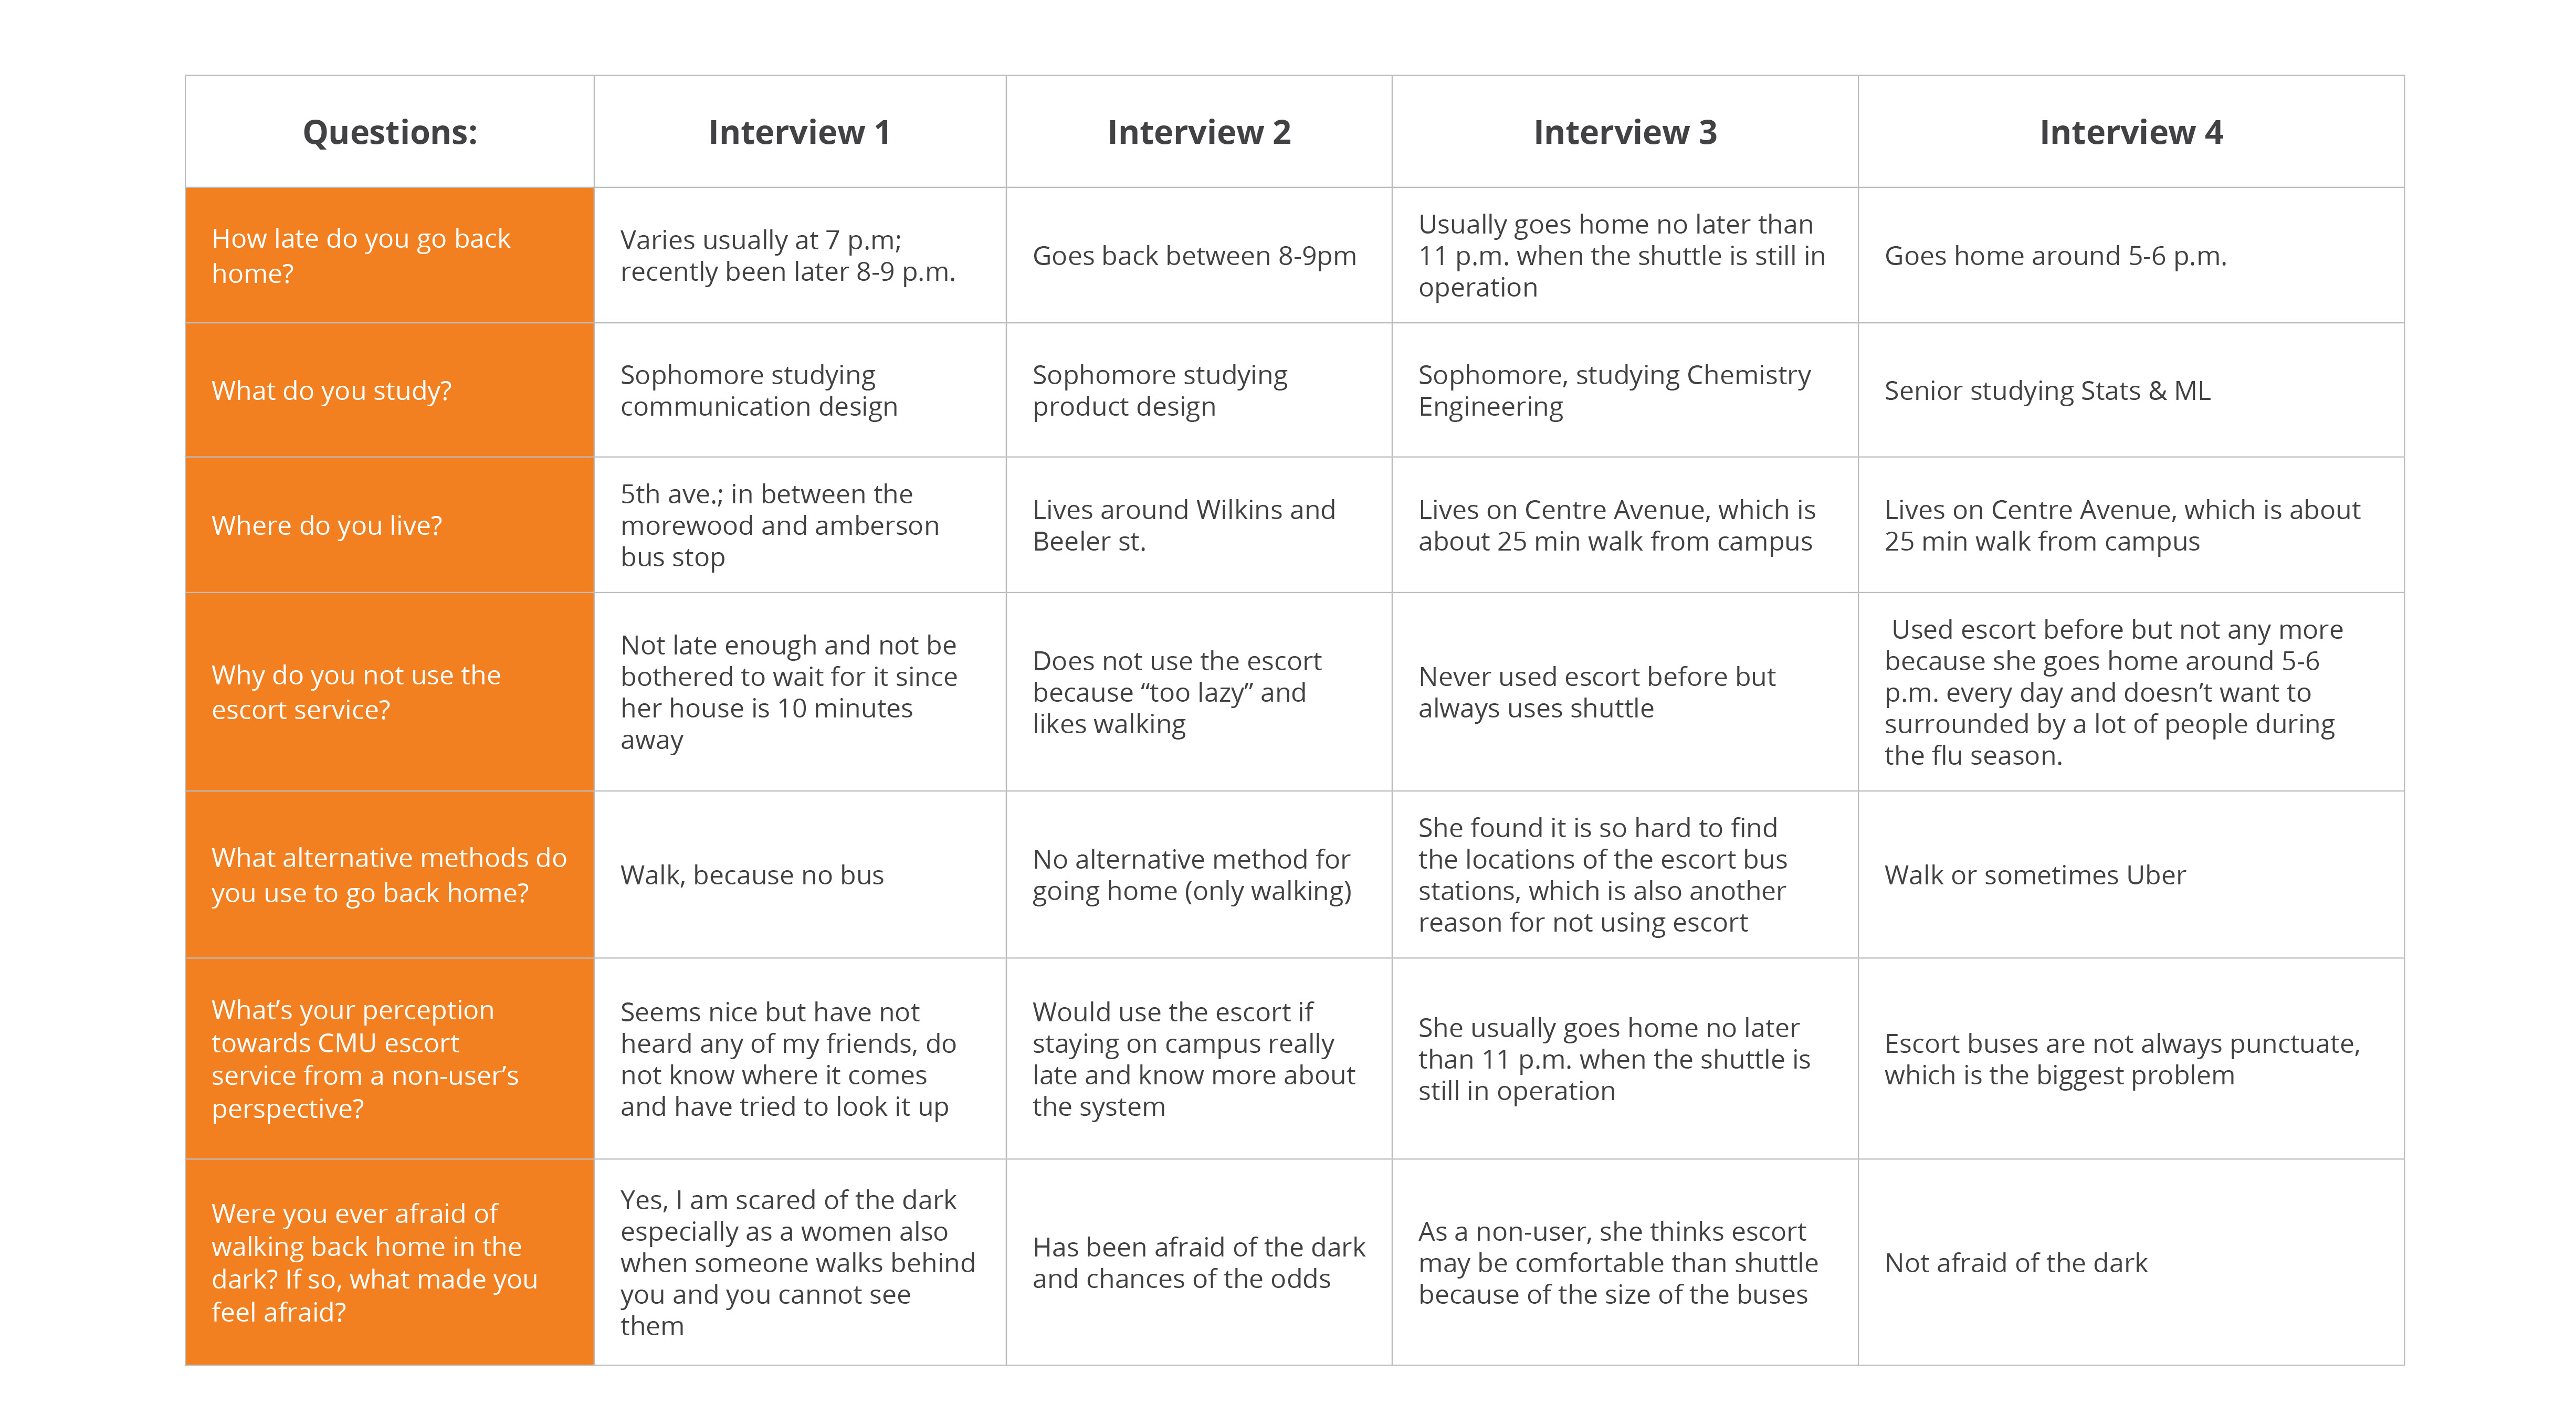 Questions:
Interview 1
Interview 2
Interview 3
Interview 4
How late do you go back
home?
Varies usually at 7 p.m;
recently been later 8-9 p.m.
Goes back between 8-9pm
Usually goes home no later than
11 p.m. when the shuttle is still in
operation
Goes home around 5-6 p.m.
What do you study?
Sophomore studying
communication design
Sophomore studying
product design
Sophomore, studying Chemistry
Engineering
Senior studying Stats & ML
Where do you live?
5th ave.; in between the
morewood and amberson
bus stop
Lives around Wilkins and
Beeler st.
Lives on Centre Avenue, which is
about 25 min walk from campus
Lives on Centre Avenue, which is about
25 min walk from campus
Why do you not use the
escort service?
Not late enough and not be
bothered to wait for it since
her house is 10 minutes
away
Does not use the escort
because “too lazy” and
likes walking
Never used escort before but
always uses shuttle
Used escort before but not any more
because she goes home around 5-6
p.m. every day and doesn’t want to
surrounded by a lot of people during
the flu season.
What alternative methods do
you use to go back home?
Walk, because no bus
No alternative method for
going home (only walking)
She found it is so hard to find
the locations of the escort bus
stations, which is also another
reason for not using escort
Walk or sometimes Uber
What’s your perception
towards CMU escort
service from a non-user’s
perspective?
Seems nice but have not
heard any of my friends, do
not know where it comes
and have tried to look it up
Would use the escort if
staying on campus really
late and know more about
the system
She usually goes home no later
than 11 p.m. when the shuttle is
still in operation
Escort buses are not always punctuate,
which is the biggest problem
Were you ever afraid of
walking back home in the
dark? If so, what made you
feel afraid?
Yes, I am scared of the dark
especially as a women also
when someone walks behind
you and you cannot see
them
Has been afraid of the dark
and chances of the odds
As a non-user, she thinks escort
may be comfortable than shuttle
because of the size of the buses
Not afraid of the dark